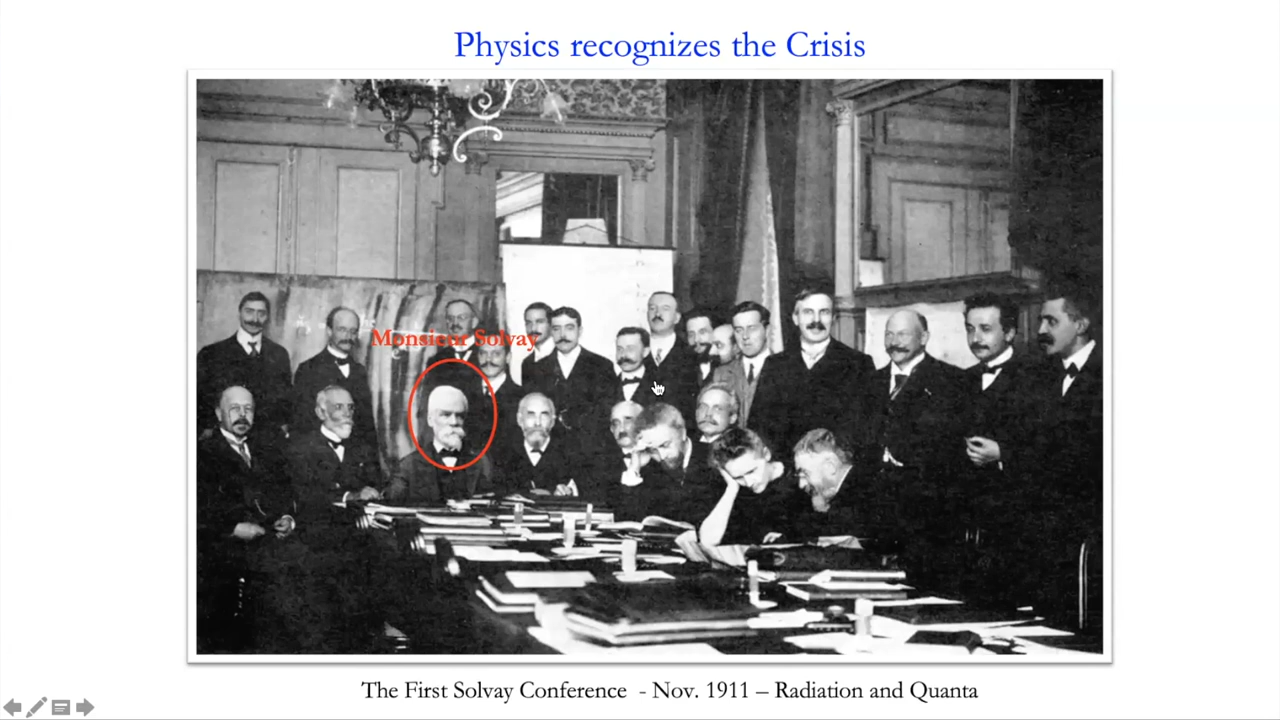 Physics recognizes the Crisis
Monsieur Solvay
The First Solvay Conference - Nov. 1911 – Radiation and Quanta